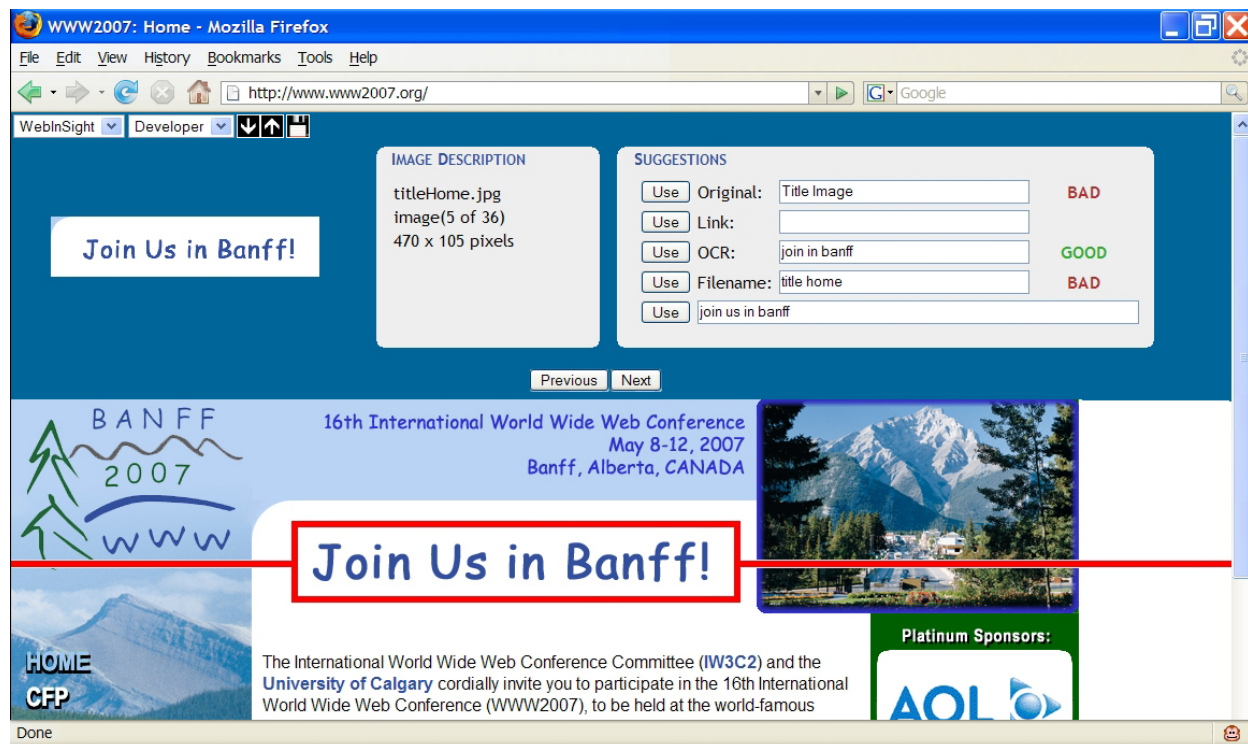 WWW2007: Home - Mozilla Firefox
File Edit View History Bookmarks Tools Help
http://www.www2007.org/
G Google
WebInSight Developer
Join Us in Banff!
IMAGE DESCRIPTION
titleHome.jpg
image(5 of 36)
470 x 105 pixels
SUGGESTIONS
Use Original: Title Image BAD
Use Link:
Use OCR: join in banff GOOD
Use Filename: title home BAD
Use join us in banff
Previous Next
BANFF
2007
WWW
16th International World Wide Web Conference
May 8-12, 2007
Banff, Alberta, CANADA
Join Us in Banff!
HOME
CFP
The International World Wide Web Conference Committee (IW3C2) and the
University of Calgary cordially invite you to participate in the 16th International
World Wide Web Conference (WWW2007), to be held at the world-famous
Platinum Sponsors:
AOL
Done